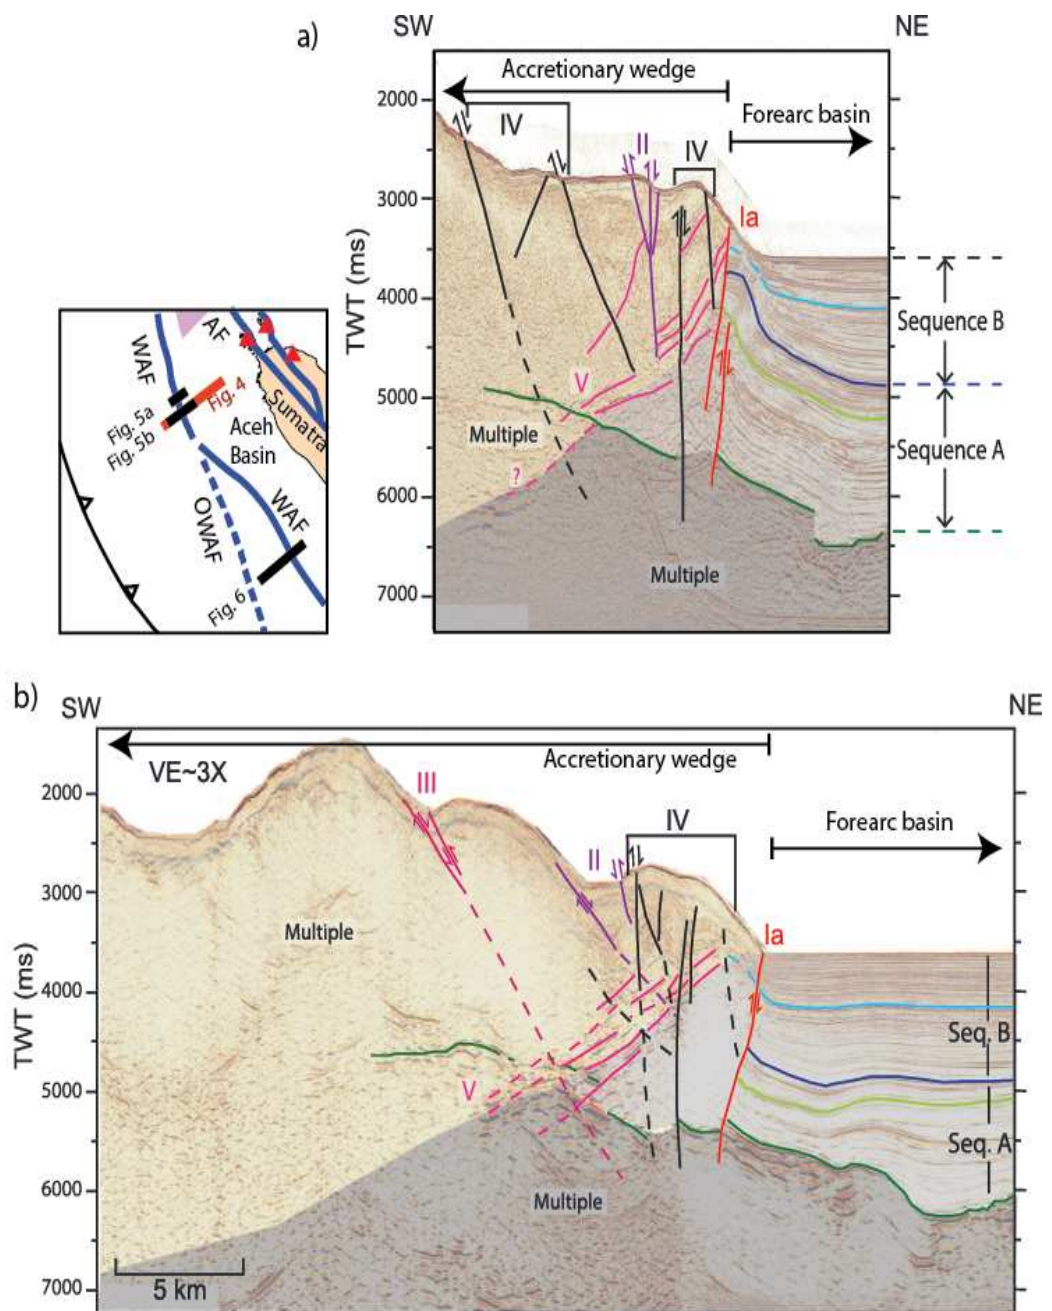 a)
SW
NE
Accretionary wedge
Forearc basin
IV
II
IV
Ia
2000
3000
4000
5000
6000
7000
TWT (ms)
V
?
Multiple
Multiple
Sequence B
Sequence A
WAF
AF
Fig. 4
Fig. 5a
Fig. 5b
Sumatra
Aceh
Basin
OWAF
WAF
Fig. 6
b)
SW
NE
Accretionary wedge
VE~3X
Forearc basin
III
II
IV
Ia
2000
3000
4000
5000
6000
7000
TWT (ms)
Multiple
V
Multiple
Seq. B
Seq. A
5 km